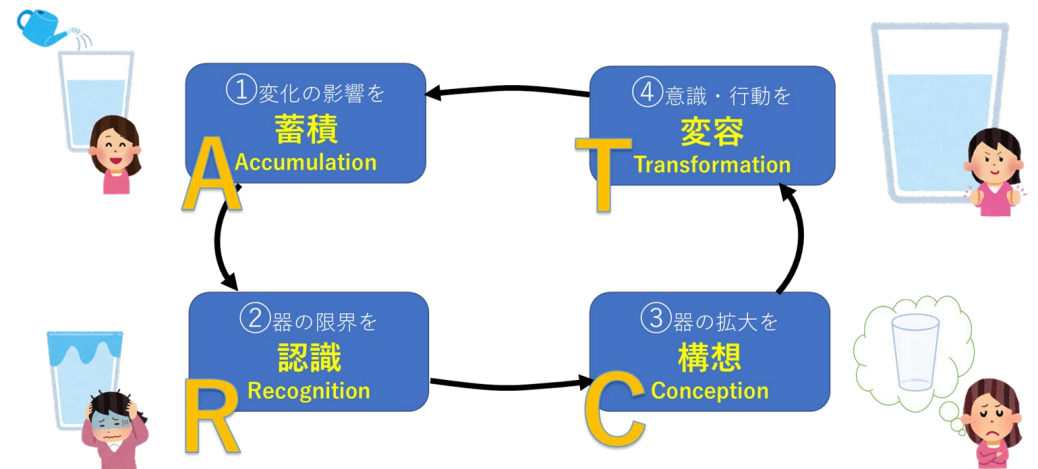 ①変化の影響を
蓄積
Accumulation
A
②器の限界を
認識
Recognition
R
③器の拡大を
構想
Conception
C
④意識・行動を
変容
Transformation
T